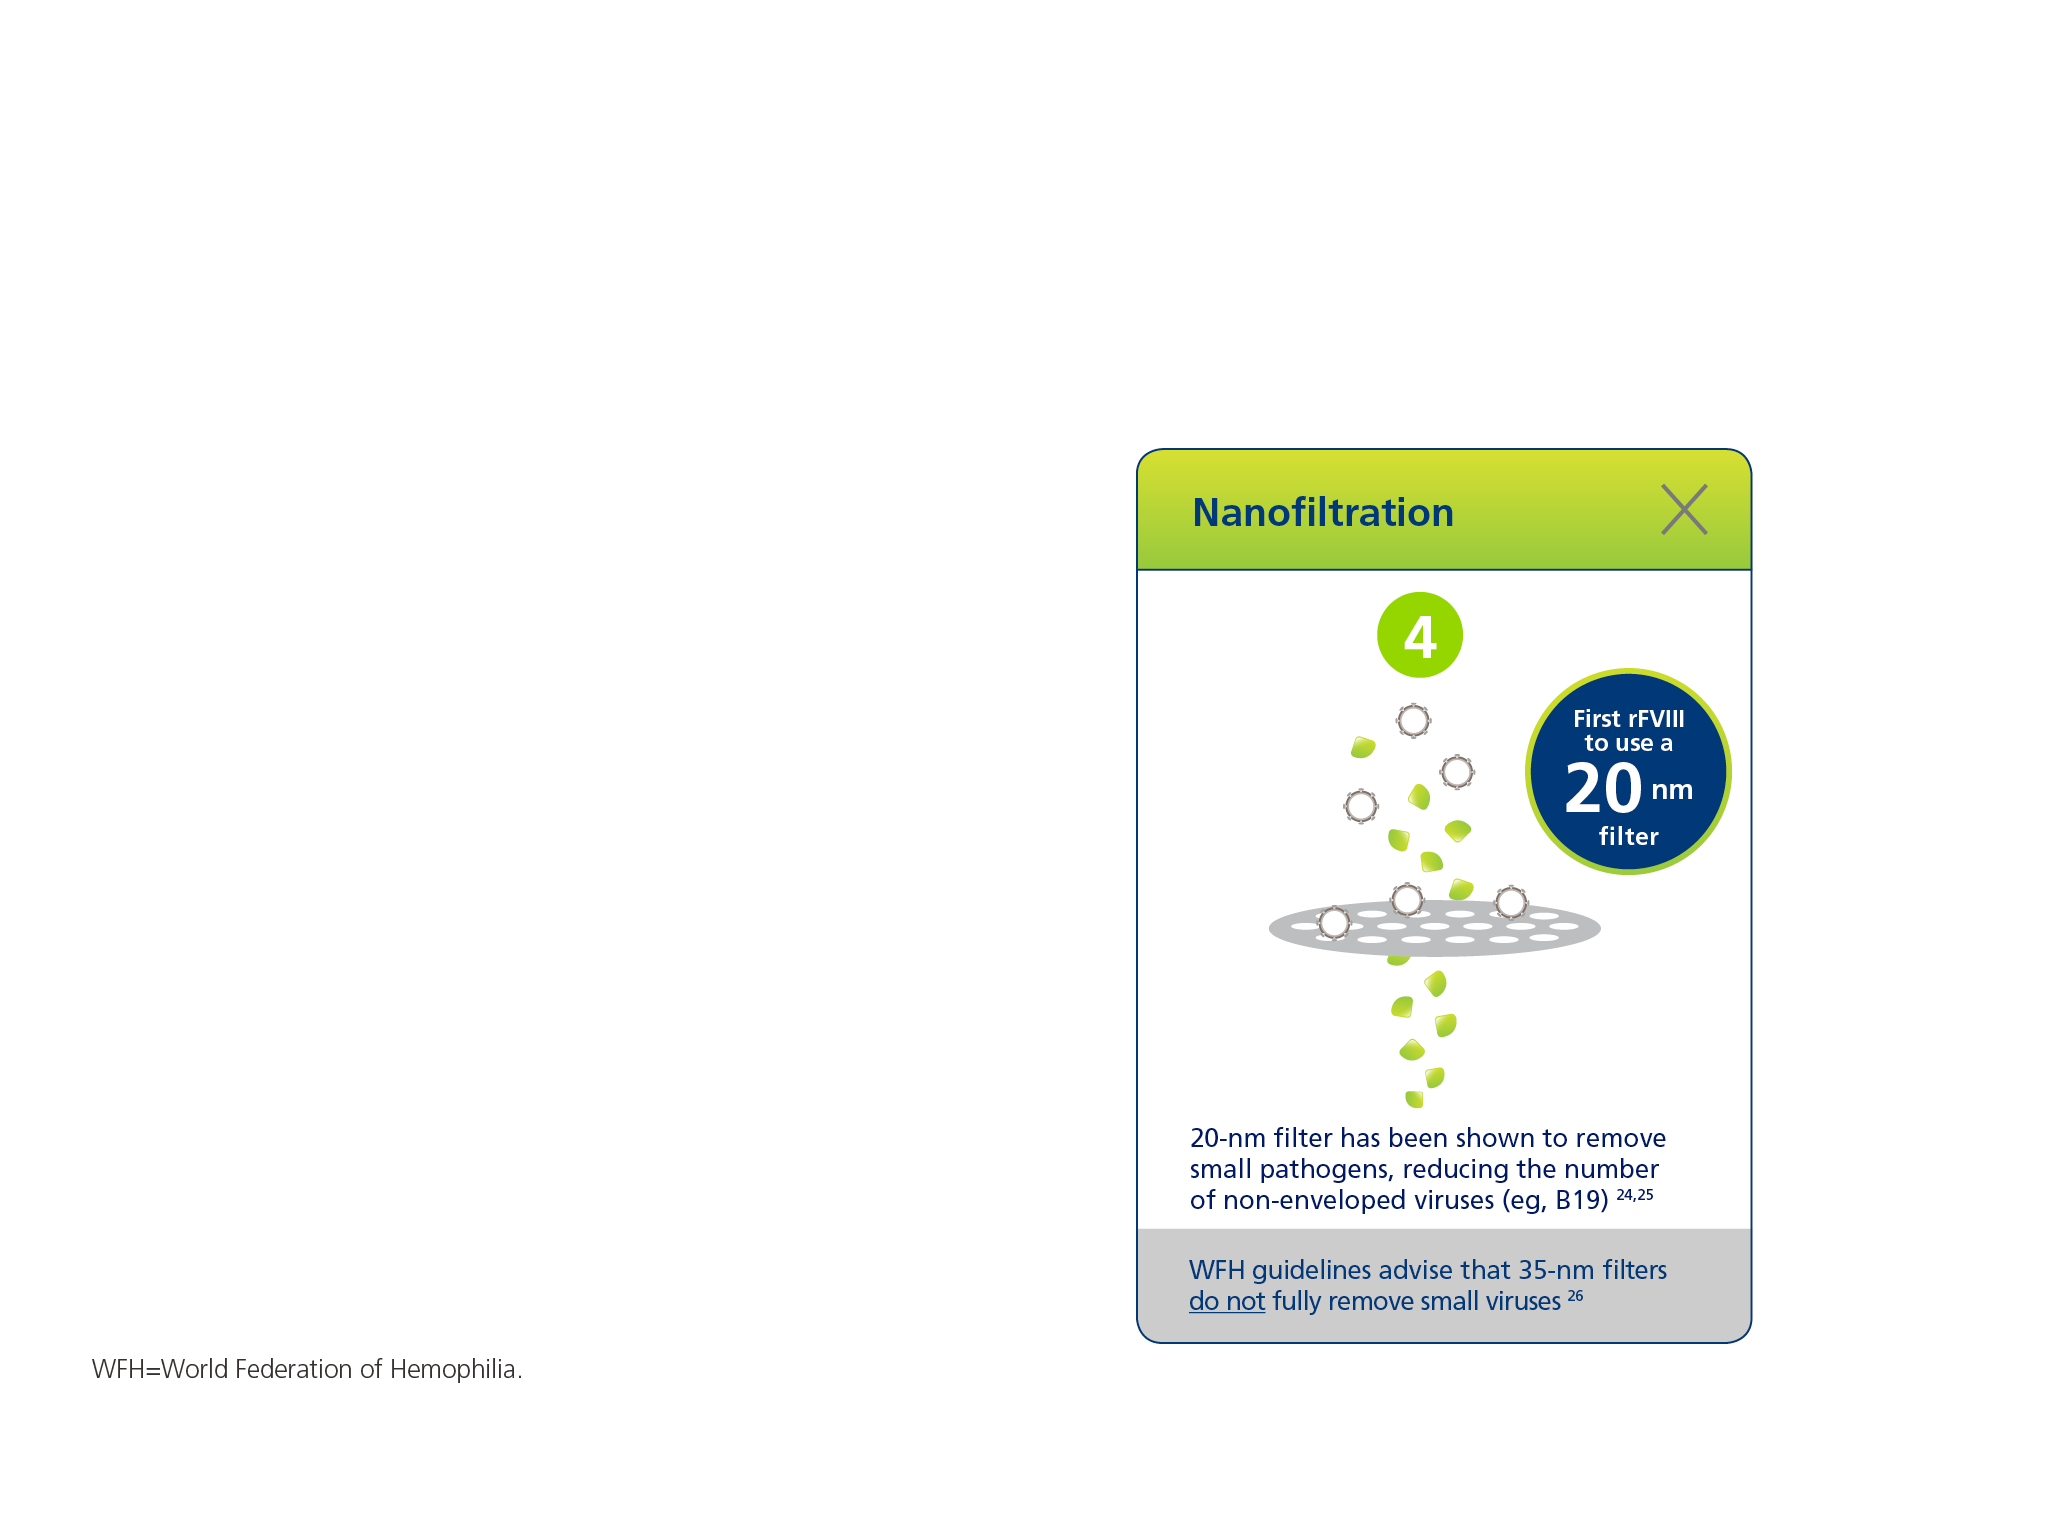 Nanofiltration
4
First rFVIII
to use a
20 nm
filter
20-nm filter has been shown to remove
small pathogens, reducing the number
of non-enveloped viruses (eg, B19) 24,25
WFH guidelines advise that 35-nm filters
do not fully remove small viruses 26
WFH=World Federation of Hemophilia.